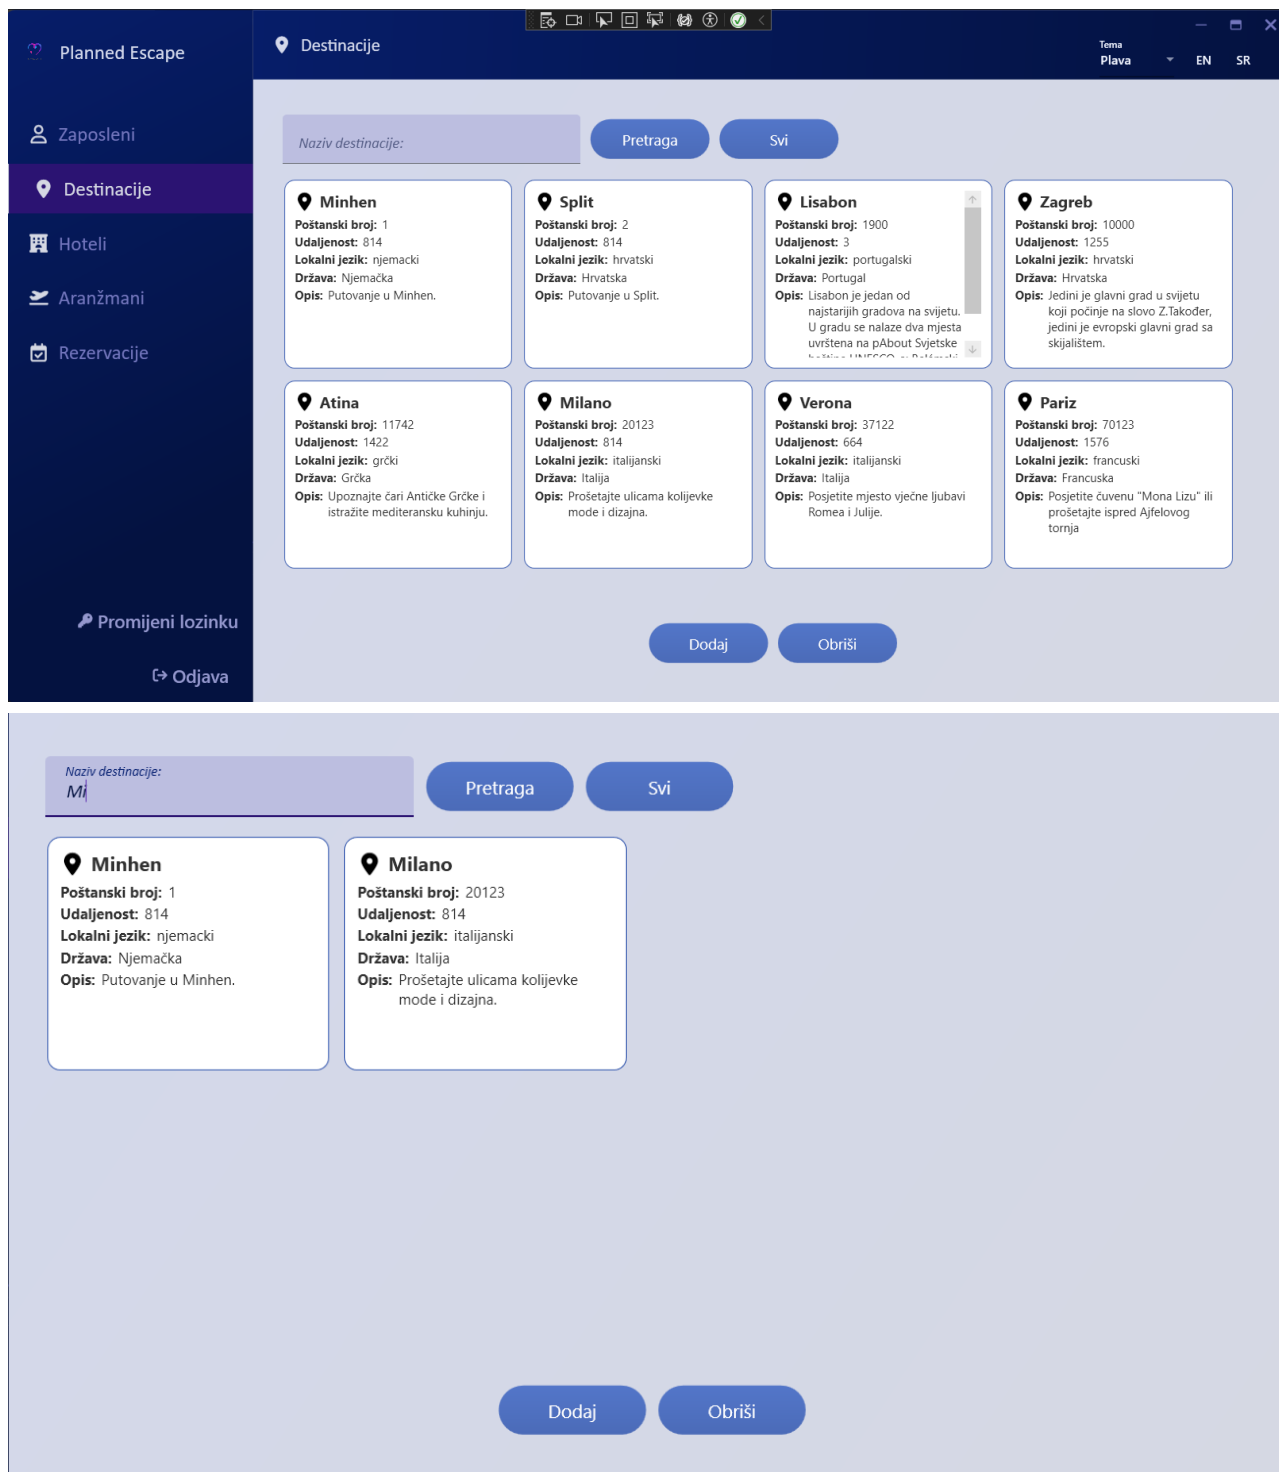 Planned Escape
Destinacije
Tema
Plava
EN SR
Zaposleni
Destinacije
Hoteli
Aranžmani
Rezervacije
Promijeni lozinku
Odjava
Naziv destinacije:
Pretraga
Svi
Minhen
Poštanski broj: 1
Udaljenost: 814
Lokalni jezik: njemacki
Država: Njemačka
Opis: Putovanje u Minhen.
Split
Poštanski broj: 2
Udaljenost: 814
Lokalni jezik: hrvatski
Država: Hrvatska
Opis: Putovanje u Split.
Lisabon
Poštanski broj: 1900
Udaljenost: 3
Lokalni jezik: portugalski
Država: Portugal
Opis: Lisabon je jedan od
najstarijih gradova na svijetu.
U gradu se nalaze dva mjesta
uvrštena na pAbout Svjetske
Zagreb
Poštanski broj: 10000
Udaljenost: 1255
Lokalni jezik: hrvatski
Država: Hrvatska
Opis: Jedini je glavni grad u svijetu
koji počinje na slovo Z.Također,
jedini je evropski glavni grad sa
skijalištem.
Atina
Poštanski broj: 11742
Udaljenost: 1422
Lokalni jezik: grčki
Država: Grčka
Opis: Upoznajte čari Antičke Grčke i
istražite mediteransku kuhinju.
Milano
Poštanski broj: 20123
Udaljenost: 814
Lokalni jezik: italijanski
Država: Italija
Opis: Prošetajte ulicama kolijevke
mode i dizajna.
Verona
Poštanski broj: 37122
Udaljenost: 664
Lokalni jezik: italijanski
Država: Italija
Opis: Posjetite mjesto vječne ljubavi
Romea i Julije.
Pariz
Poštanski broj: 70123
Udaljenost: 1576
Lokalni jezik: francuski
Država: Francuska
Opis: Posjetite čuvenu "Mona Lizu" ili
prošetajte ispred Ajfelovog
tornja
Dodaj
Obriši
Naziv destinacije:
Mi
Pretraga
Svi
Minhen
Poštanski broj: 1
Udaljenost: 814
Lokalni jezik: njemacki
Država: Njemačka
Opis: Putovanje u Minhen.
Milano
Poštanski broj: 20123
Udaljenost: 814
Lokalni jezik: italijanski
Država: Italija
Opis: Prošetajte ulicama kolijevke
mode i dizajna.
Dodaj
Obriši